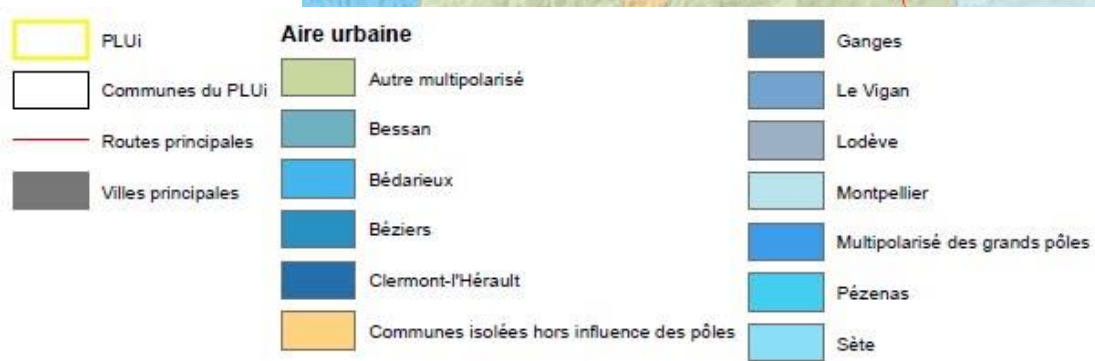 PLUi
Communes du PLUi
Routes principales
Villes principales
Aire urbaine
Autre multipolarisé
Bessan
Bédarieux
Béziers
Clermont-l'Hérault
Communes isolées hors influence des pôles
Ganges
Le Vigan
Lodève
Montpellier
Multipolarisé des grands pôles
Pézenas
Sète